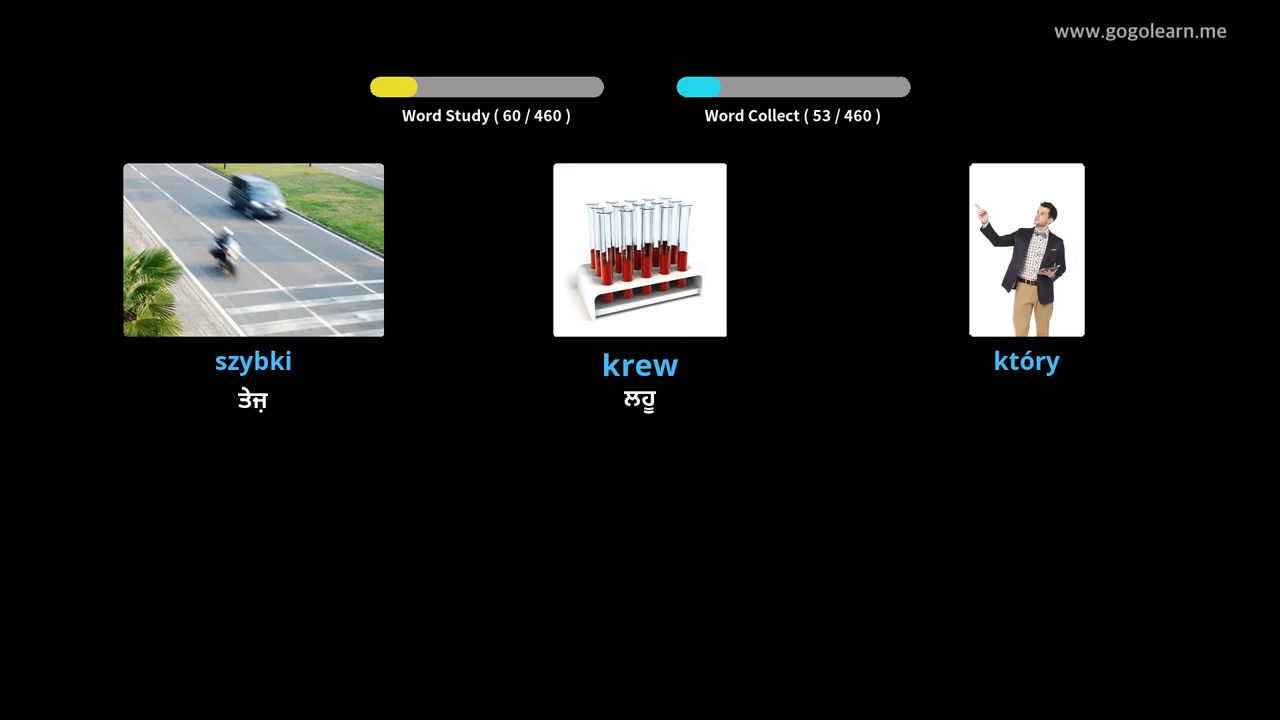 www.gogolearn.me
Word Study ( 60 / 460 )
Word Collect ( 53 / 460 )
szybki
ਤੇਜ਼
krew
ਲਹੂ
który